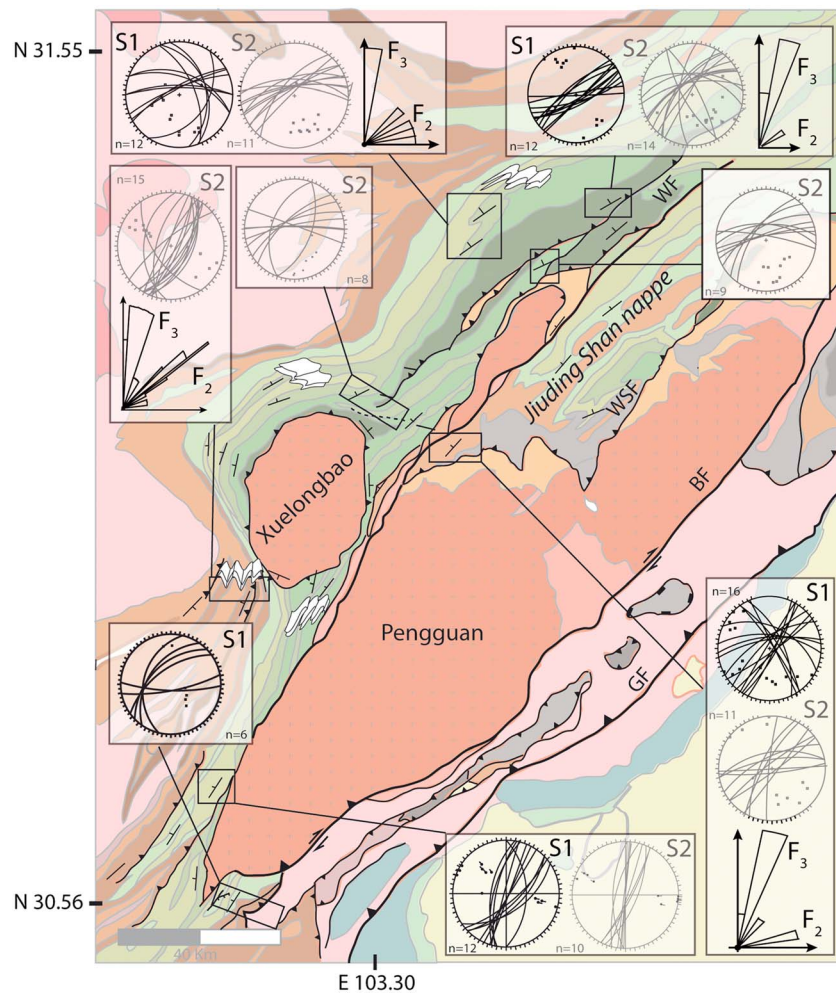 N 31.55
S1
S2
F3
F2
n=12
n=11
S1
S2
F3
F2
n=12
n=14
n=15
S2
F3
F2
S2
n=8
S2
n=9
WF
Jiuding Shan nappe
WSF
BF
Xuelongbao
Pengguan
GF
S1
n=6
n=16
S1
n=11
S2
F3
F2
S1
S2
n=12
n=10
N 30.56
40 Km
E 103.30